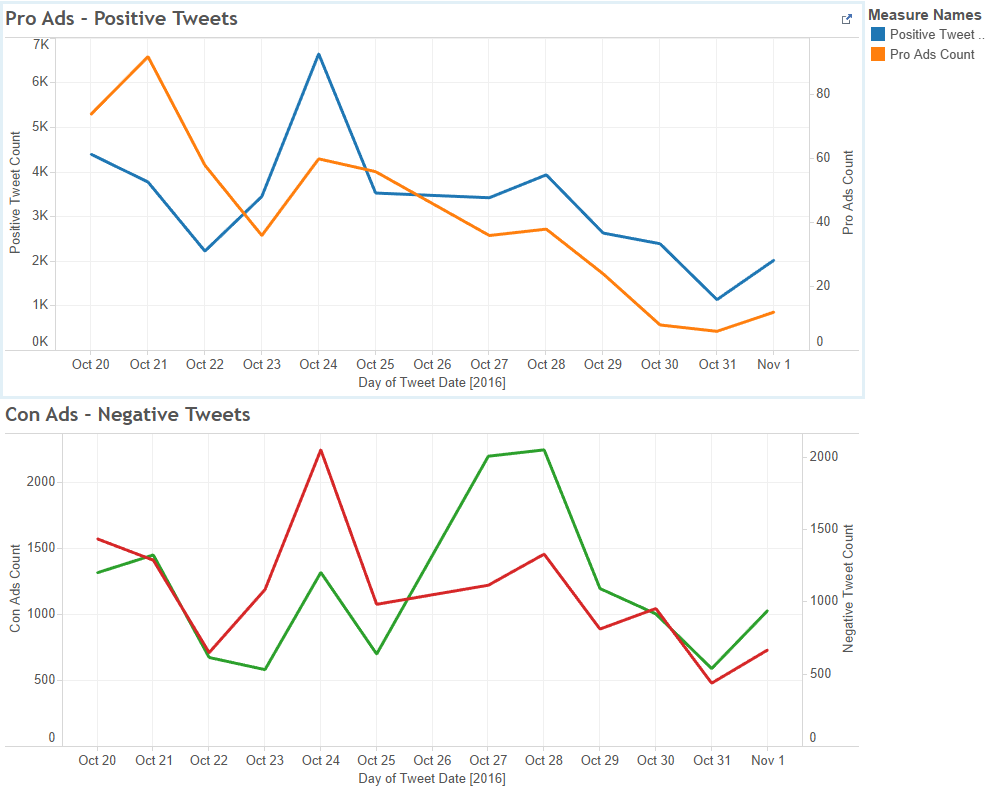 Pro Ads - Positive Tweets
Measure Names
Positive Tweet ..
Pro Ads Count
7K
6K
5K
4K
3K
2K
1K
0K
Positive Tweet Count
80
60
40
20
0
Pro Ads Count
Oct 20 Oct 21 Oct 22 Oct 23 Oct 24 Oct 25 Oct 26 Oct 27 Oct 28 Oct 29 Oct 30 Oct 31 Nov 1
Day of Tweet Date [2016]
Con Ads - Negative Tweets
2000
1500
1000
500
0
Con Ads Count
2000
1500
1000
500
0
Negative Tweet Count
Oct 20 Oct 21 Oct 22 Oct 23 Oct 24 Oct 25 Oct 26 Oct 27 Oct 28 Oct 29 Oct 30 Oct 31 Nov 1
Day of Tweet Date [2016]